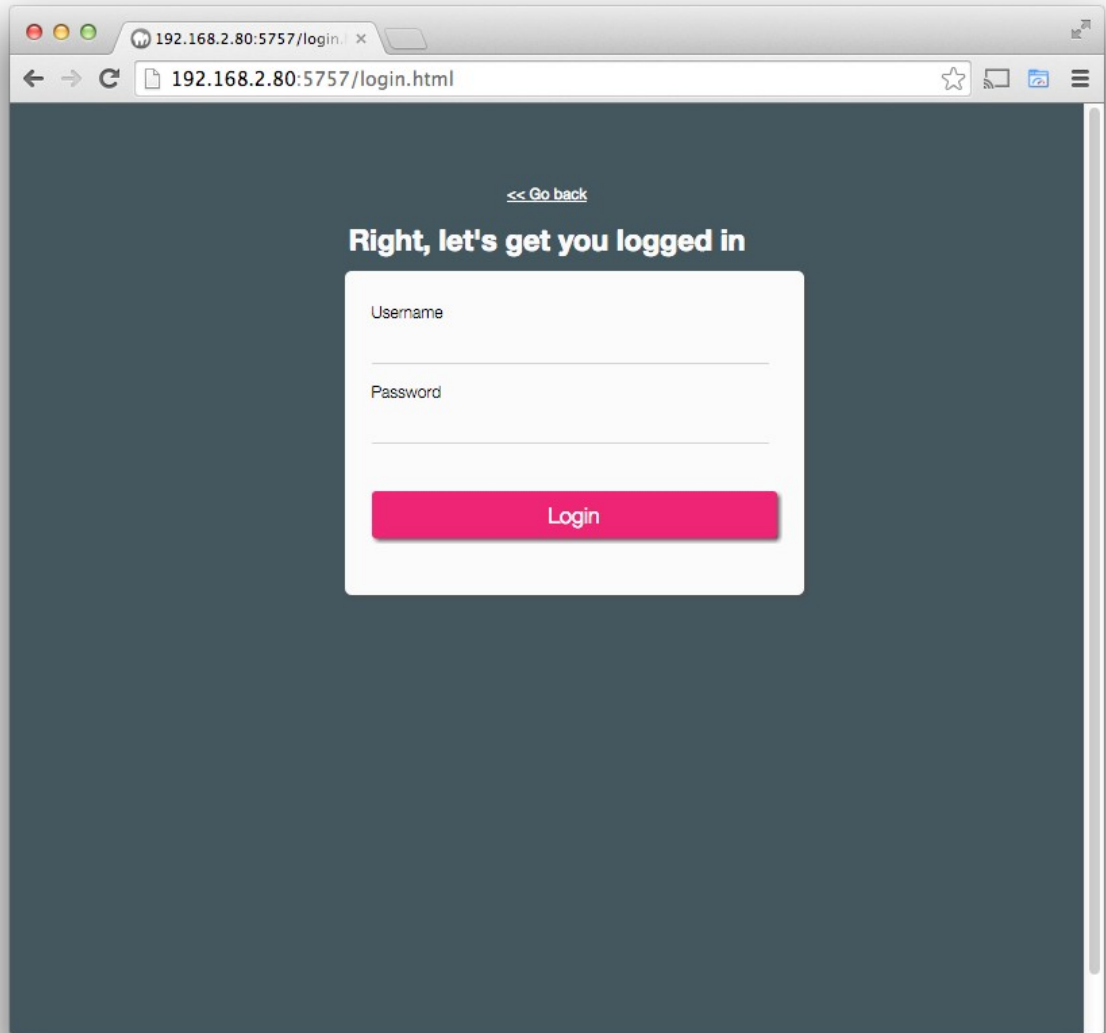 192.168.2.80:5757/login.
192.168.2.80:5757/login.html
<< Go back
Right, let's get you logged in
Username
Password
Login